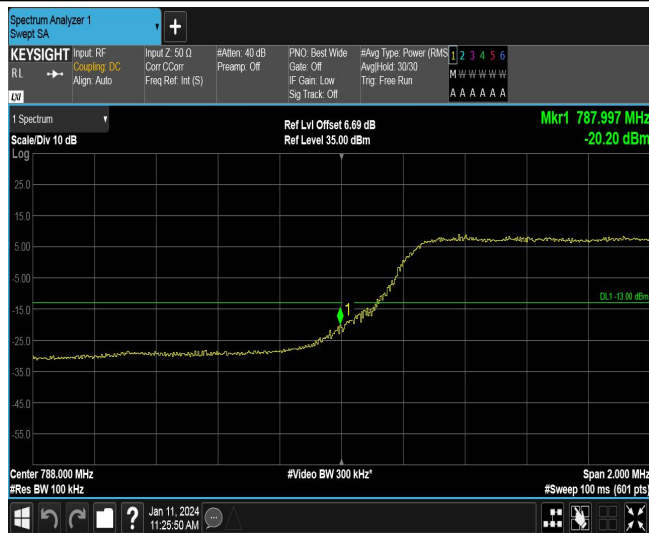 Spectrum Analyzer 1
Swept SA
+
KEYSIGHT
RL
LXI
Input: RF
Coupling: DC
Align: Auto
Input Z: 50 Ω
Corr CCorr
Freq Ref: Int (S)
#Atten: 40 dB
Preamp: Off
PNO: Best Wide
Gate: Off
IF Gain: Low
Sig Track: Off
#Avg Type: Power (RMS
Avg|Hold: 30/30
Trig: Free Run
1 2 3 4 5 6
M W W W W W
A A A A A A
1 Spectrum
Scale/Div 10 dB
Log
Ref Lvl Offset 6.69 dB
Ref Level 35.00 dBm
Mkr1 787.997 MHz
-20.20 dBm
25.0
15.0
5.00
-5.00
-15.0
-25.0
-35.0
-45.0
-55.0
DL1 -13.00 dBm
1
Center 788.000 MHz
#Res BW 100 kHz
#Video BW 300 kHz*
Span 2.000 MHz
#Sweep 100 ms (601 pts)
?
Jan 11, 2024
11:25:50 AM